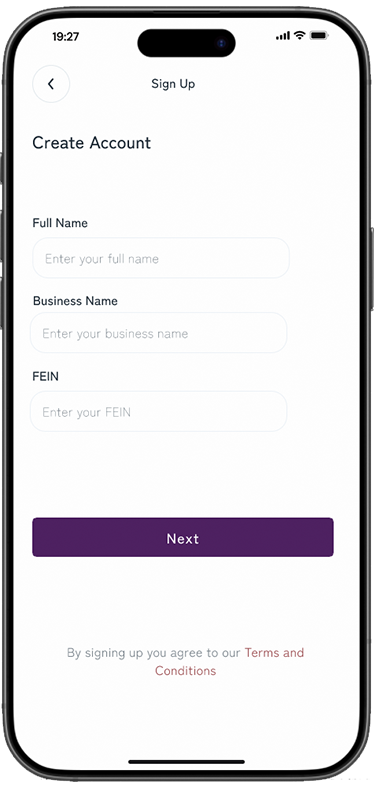 19:27
Sign Up
Create Account
Full Name
Enter your full name
Business Name
Enter your business name
FEIN
Enter your FEIN
Next
By signing up you agree to our Terms and
Conditions